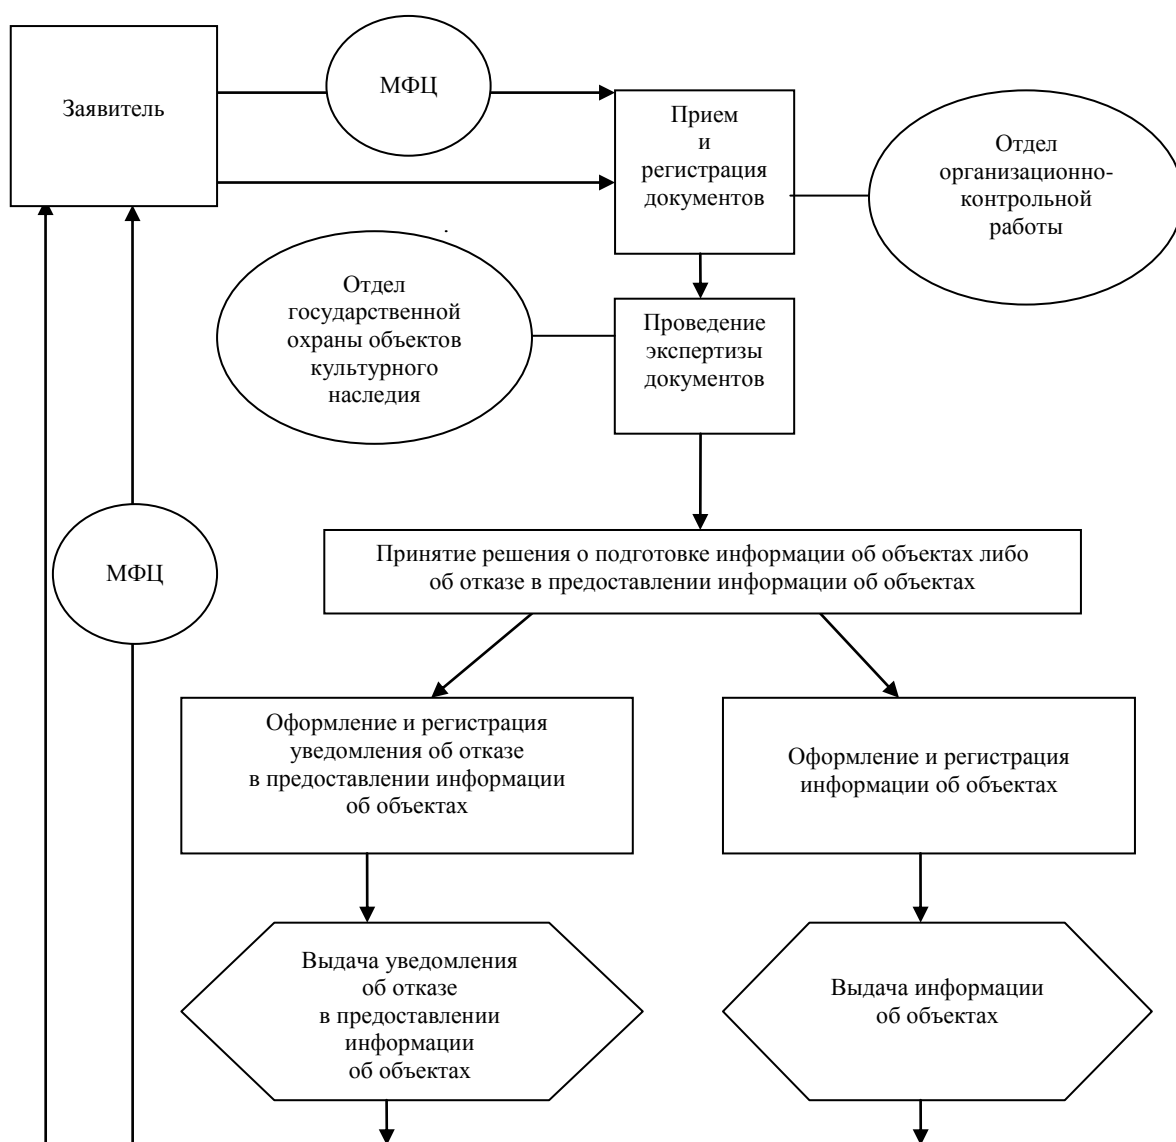 Заявитель
МФЦ
Прием
и
регистрация
документов
Отдел
организационно-
контрольной
работы
Отдел
государственной
охраны объектов
культурного
наследия
Проведение
экспертизы
документов
МФЦ
Принятие решения о подготовке информации об объектах либо
об отказе в предоставлении информации об объектах
Оформление и регистрация
уведомления об отказе
в предоставлении информации
об объектах
Оформление и регистрация
информации об объектах
Выдача уведомления
об отказе
в предоставлении
информации
об объектах
Выдача информации
об объектах